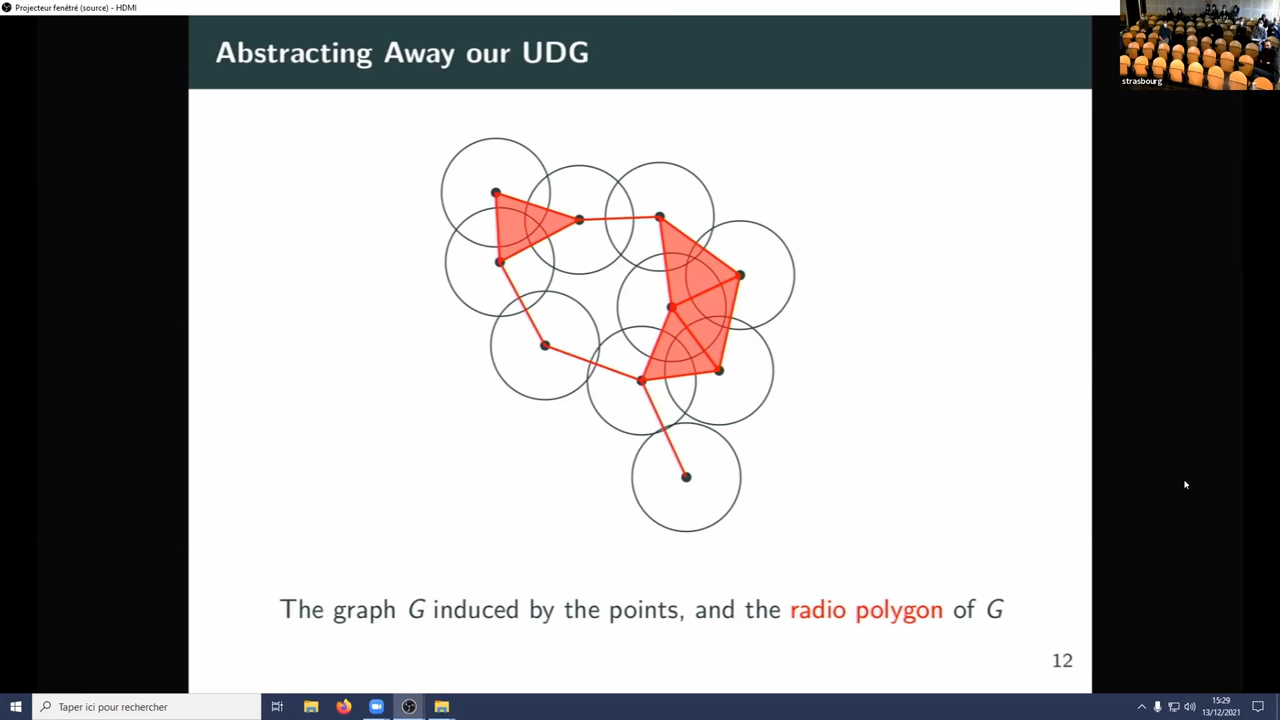 Projecteur fenêtré (source) - HDMI
Abstracting Away our UDG
strasbourg
The graph G induced by the points, and the radio polygon of G
12
Taper ici pour rechercher
15:29
13/12/2021